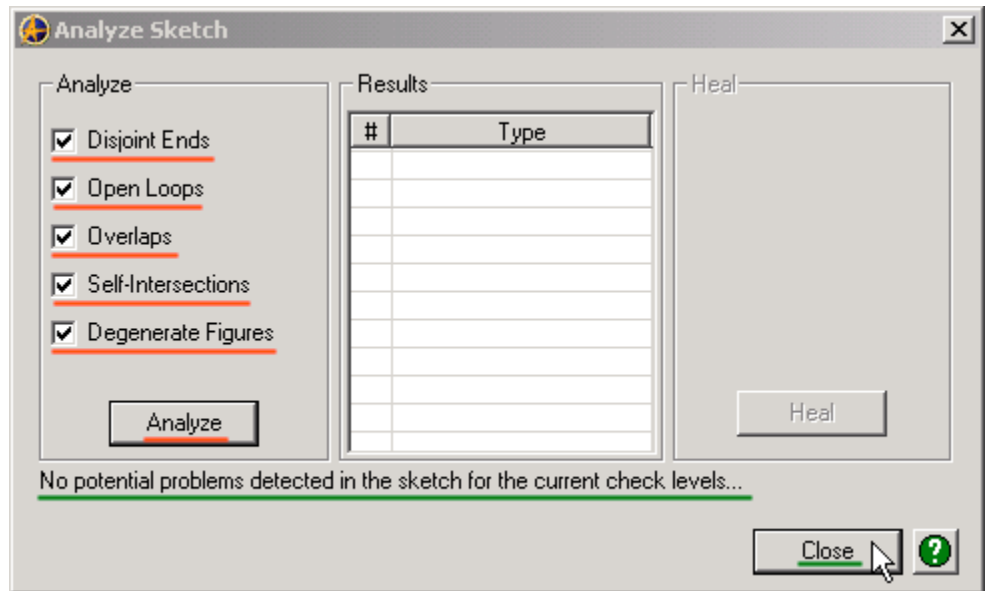 Analyze Sketch
Analyze
Disjoint Ends
Open Loops
Overlaps
Self-Intersections
Degenerate Figures
Analyze
Results
# Type
Heal
Heal
No potential problems detected in the sketch for the current check levels...
Close
?